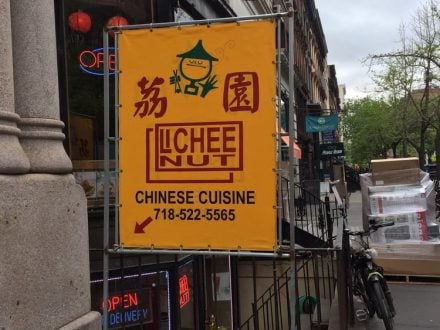 OPEN
荔 園
LICHEE
NUT
CHINESE CUISINE
718-522-5565
OPEN
DELIVERY